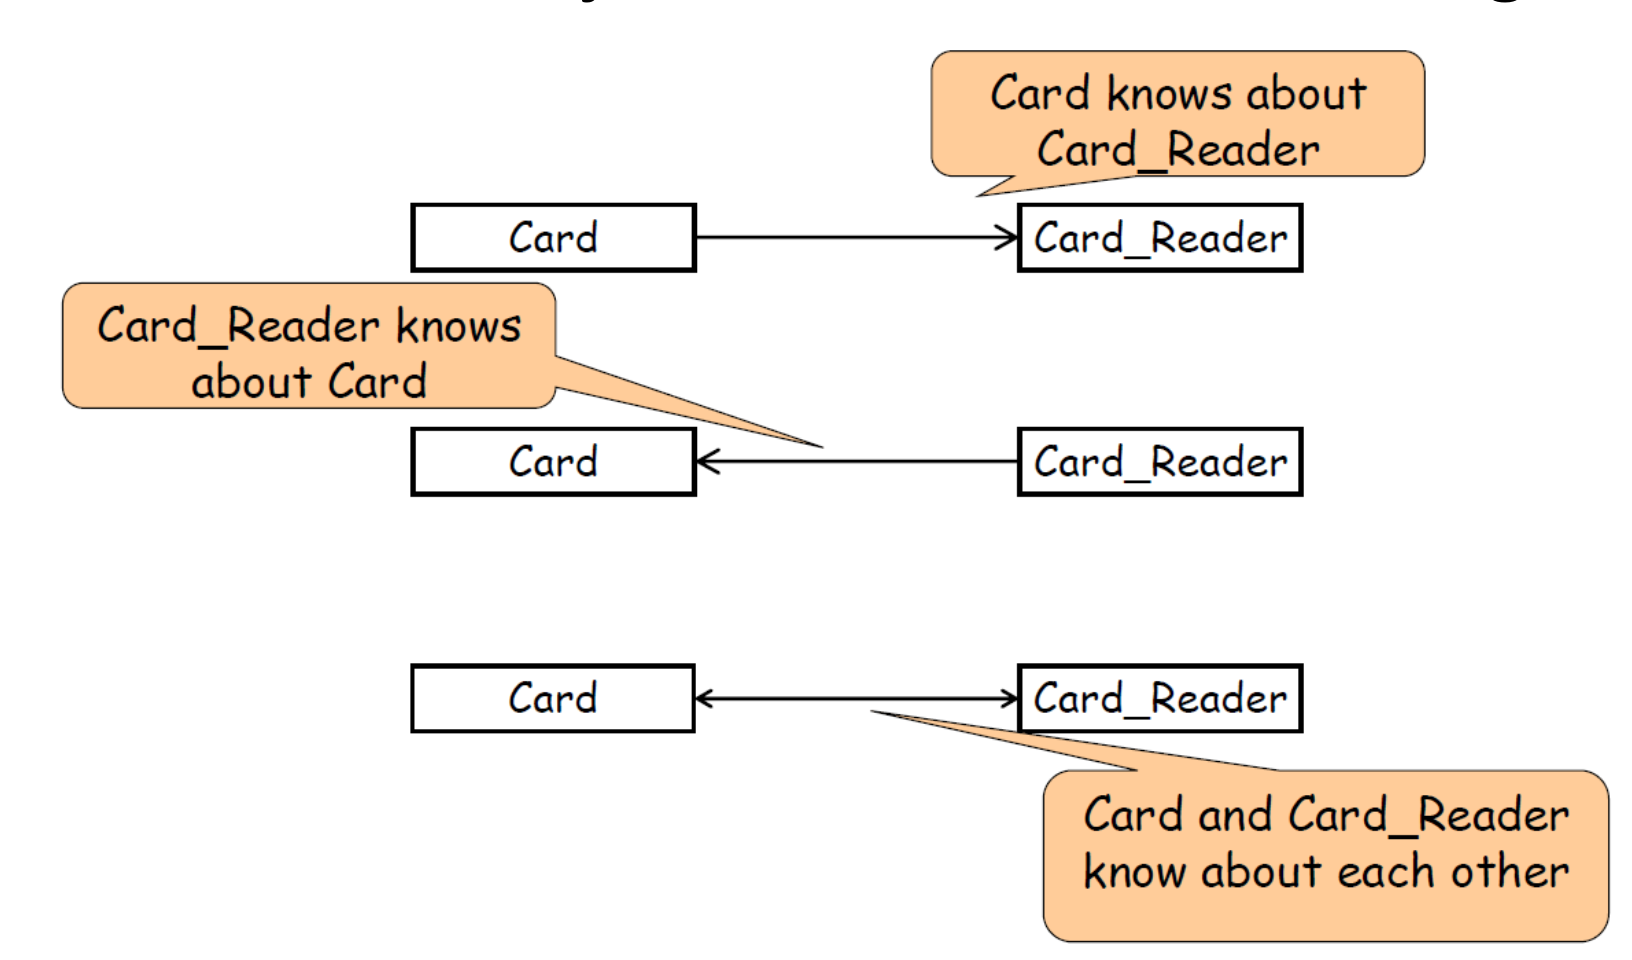 Card knows about
Card_Reader
Card
Card_Reader
Card_Reader knows
about Card
Card
Card_Reader
Card
Card_Reader
Card and Card_Reader
know about each other